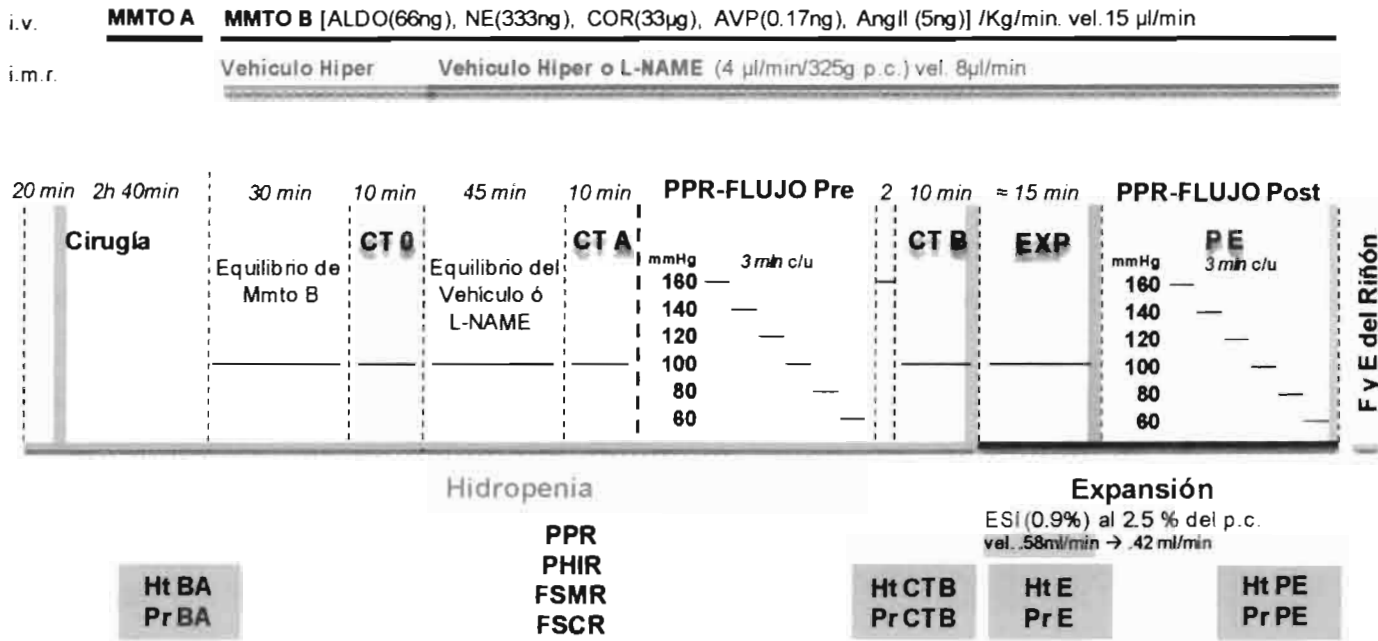 i.v. MMTO A MMTO B [ALDO(66ng), NE(333ng), COR(33µg), AVP(0.17ng), AngII (5ng)] /Kg/min. vel.15 µl/min
i.m.r. Vehiculo Hiper Vehiculo Hiper o L-NAME (4 µl/min/325g p.c.) vel. 8µl/min
20 min 2h 40min 30 min 10 min 45 min 10 min PPR-FLUJO Pre 2 10 min ≈ 15 min PPR-FLUJO Post
Cirugía CT 0 CT A CT B EXP P E
Equilibrio de
Mmto B
Equilibrio del
Vehiculo ó
L-NAME
mmHg 3 min c/u
160
140
120
100
80
60
mmHg 3 min c/u
160
140
120
100
80
60
F y E del Riñón
Hidropenia
Expansión
ESI (0.9%) al 2.5 % del p.c.
vel. .58ml/min → .42 ml/min
PPR
PHIR
FSMR
FSCR
Ht BA
Pr BA
Ht CTB
Pr CTB
Ht E
Pr E
Ht PE
Pr PE